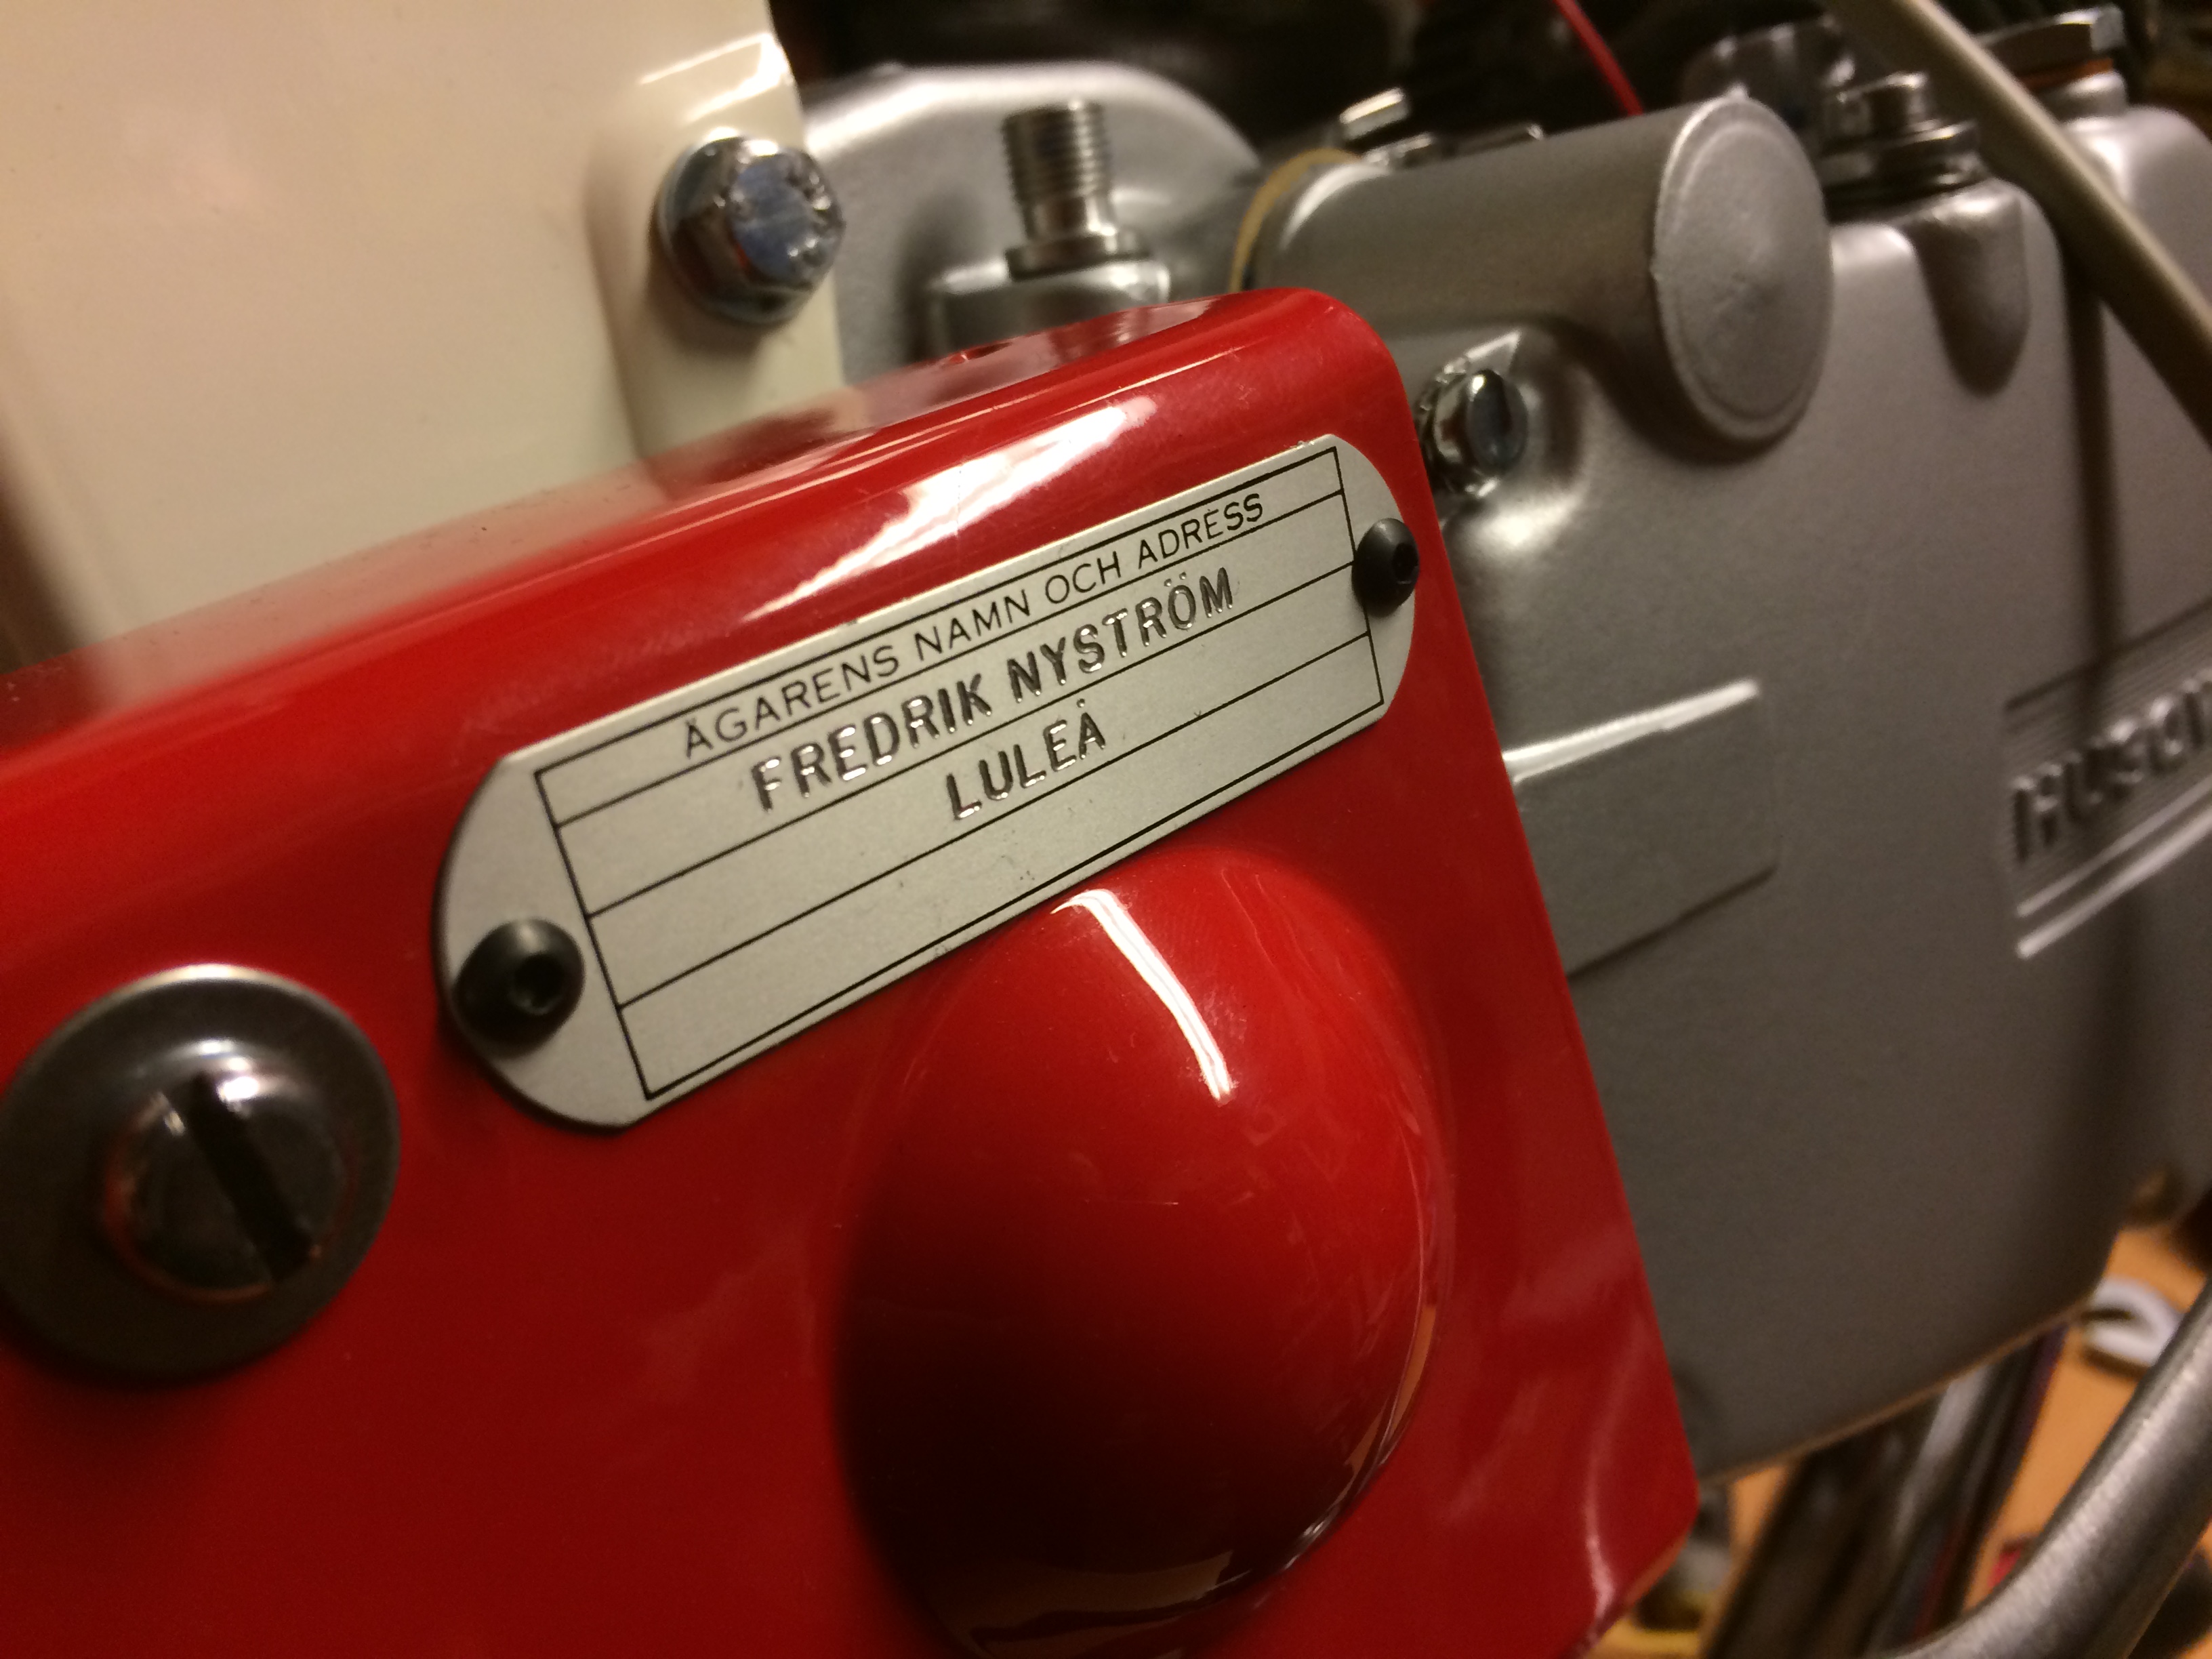 ÄGARENS NAMN OCH ADRESS
FREDRIK NYSTRÖM
LULEÅ